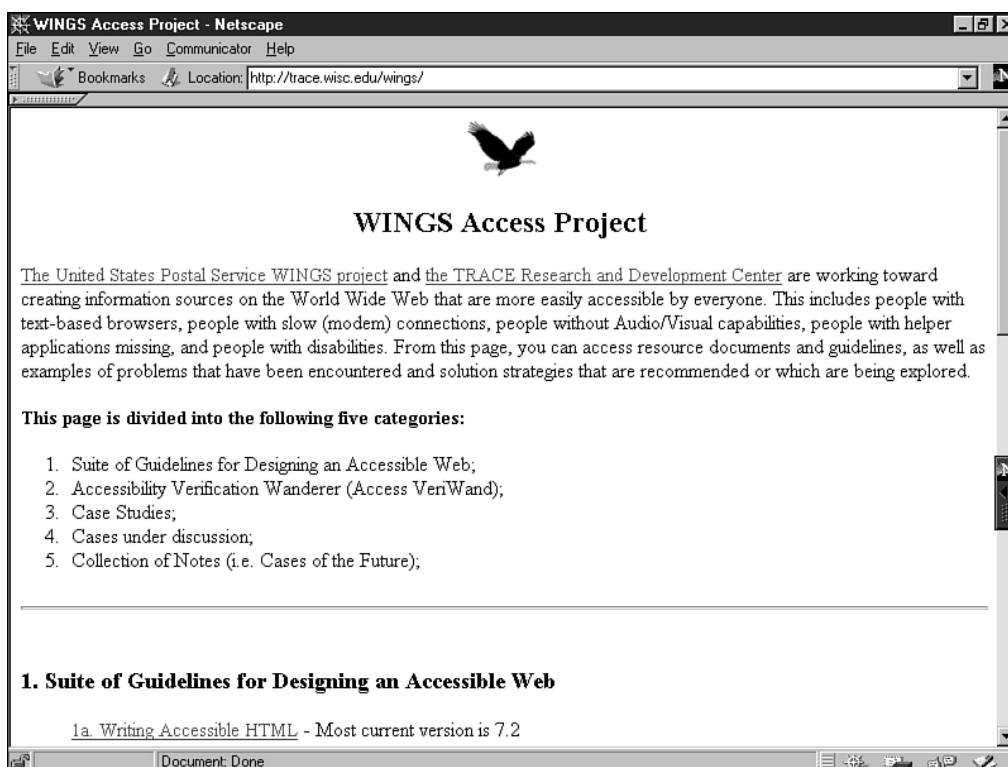 WINGS Access Project - Netscape
File Edit View Go Communicator Help
Bookmarks Location: http://trace.wisc.edu/wings/
WINGS Access Project
The United States Postal Service WINGS project and the TRACE Research and Development Center are working toward
creating information sources on the World Wide Web that are more easily accessible by everyone. This includes people with
text-based browsers, people with slow (modem) connections, people without Audio/Visual capabilities, people with helper
applications missing, and people with disabilities. From this page, you can access resource documents and guidelines, as well as
examples of problems that have been encountered and solution strategies that are recommended or which are being explored.
This page is divided into the following five categories:
1. Suite of Guidelines for Designing an Accessible Web;
2. Accessibility Verification Wanderer (Access VeriWand);
3. Case Studies;
4. Cases under discussion;
5. Collection of Notes (i.e. Cases of the Future);
1. Suite of Guidelines for Designing an Accessible Web
1a. Writing Accessible HTML - Most current version is 7.2
Document: Done